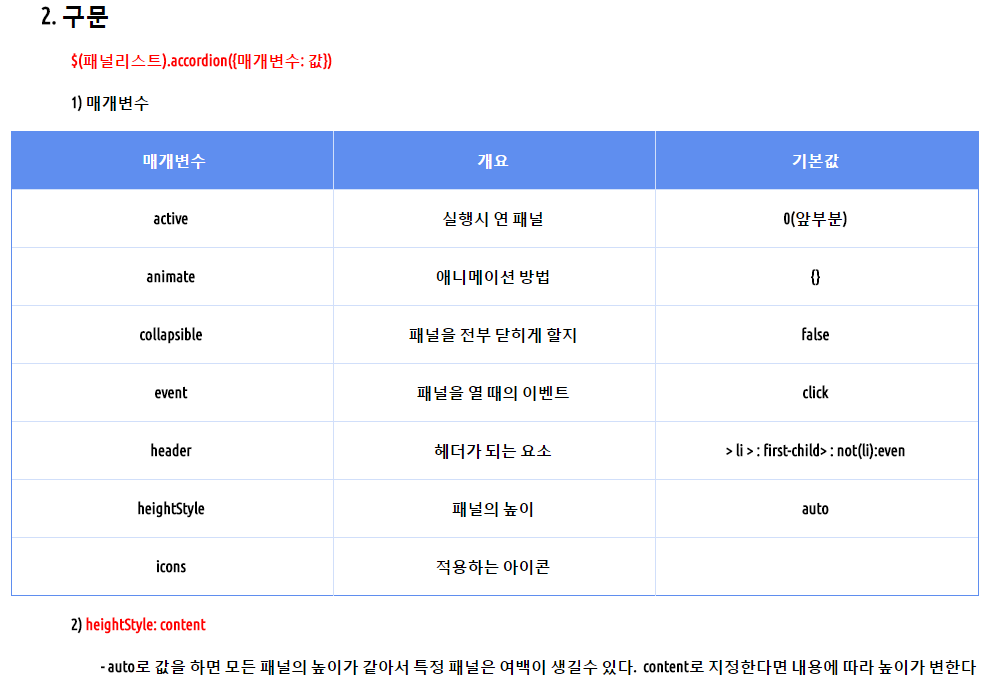 2. 구문
$(패널리스트).accordion({매개변수: 값})
1) 매개변수
매개변수 개요 기본값
active 실행시 연 패널 0(앞부분)
animate 애니메이션 방법 {}
collapsible 패널을 전부 닫히게 할지 false
event 패널을 열 때의 이벤트 click
header 헤더가 되는 요소 > li > : first-child> : not(li):even
heightStyle 패널의 높이 auto
icons 적용하는 아이콘
2) heightStyle: content
- auto로 값을 하면 모든 패널의 높이가 같아서 특정 패널은 여백이 생길수 있다. content로 지정한다면 내용에 따라 높이가 변한다